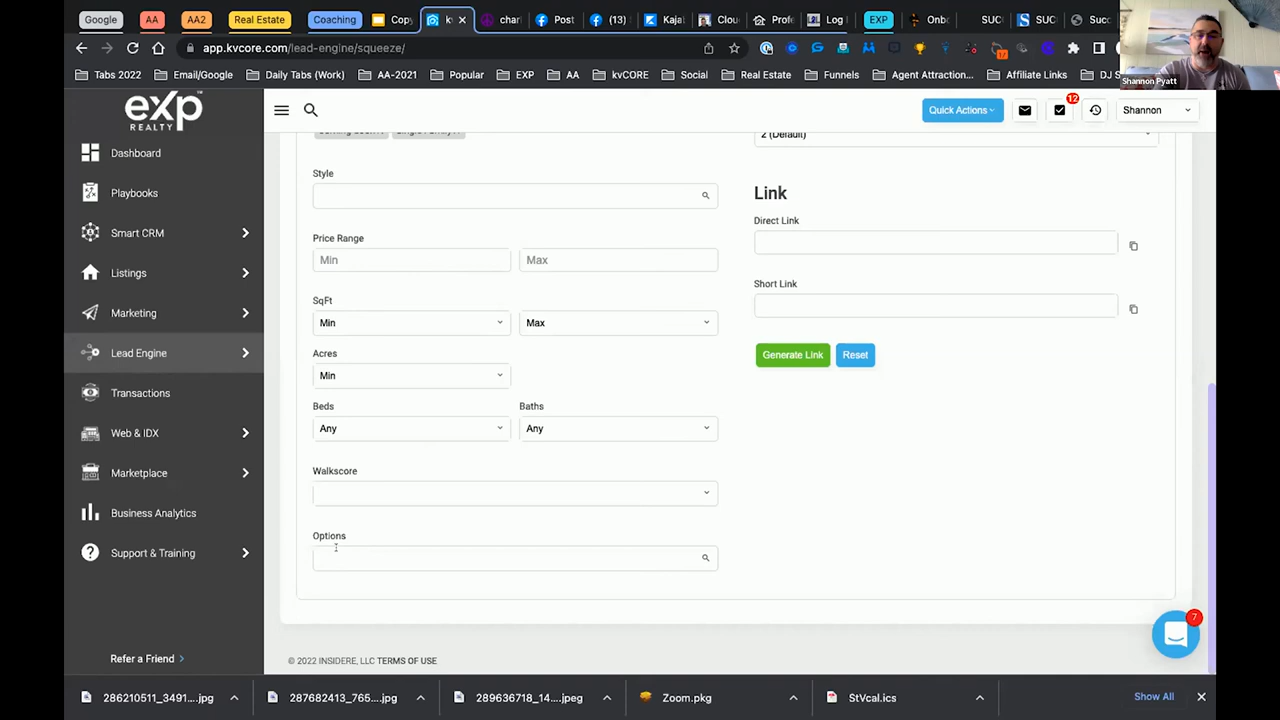 Google
AA
AA2
Real Estate
Coaching
Copy
kv
charl
Post
(13)
Kajal
Clou
Profe
Log
EXP
Onbo
SUC
SUC
Succ
app.kvcore.com/lead-engine/squeeze/
Tabs 2022
Email/Google
Daily Tabs (Work)
AA-2021
Popular
EXP
AA
kvCORE
Social
Real Estate
Funnels
Agent Attraction...
Affiliate Links
DJ S
Shannon Pyatt
exp
REALTY
Quick Actions
12
Shannon
Dashboard
Playbooks
Smart CRM
Listings
Marketing
Lead Engine
Transactions
Web & IDX
Marketplace
Business Analytics
Support & Training
Refer a Friend >
2 (Default)
Style
Price Range
Min
Max
SqFt
Min
Max
Acres
Min
Beds
Baths
Any
Any
Walkscore
Options
Link
Direct Link
Short Link
Generate Link
Reset
7
© 2022 INSIDERE, LLC TERMS OF USE
286210511_3491....jpg
287682413_765....jpg
289636718_14....jpeg
Zoom.pkg
StVcal.ics
Show All